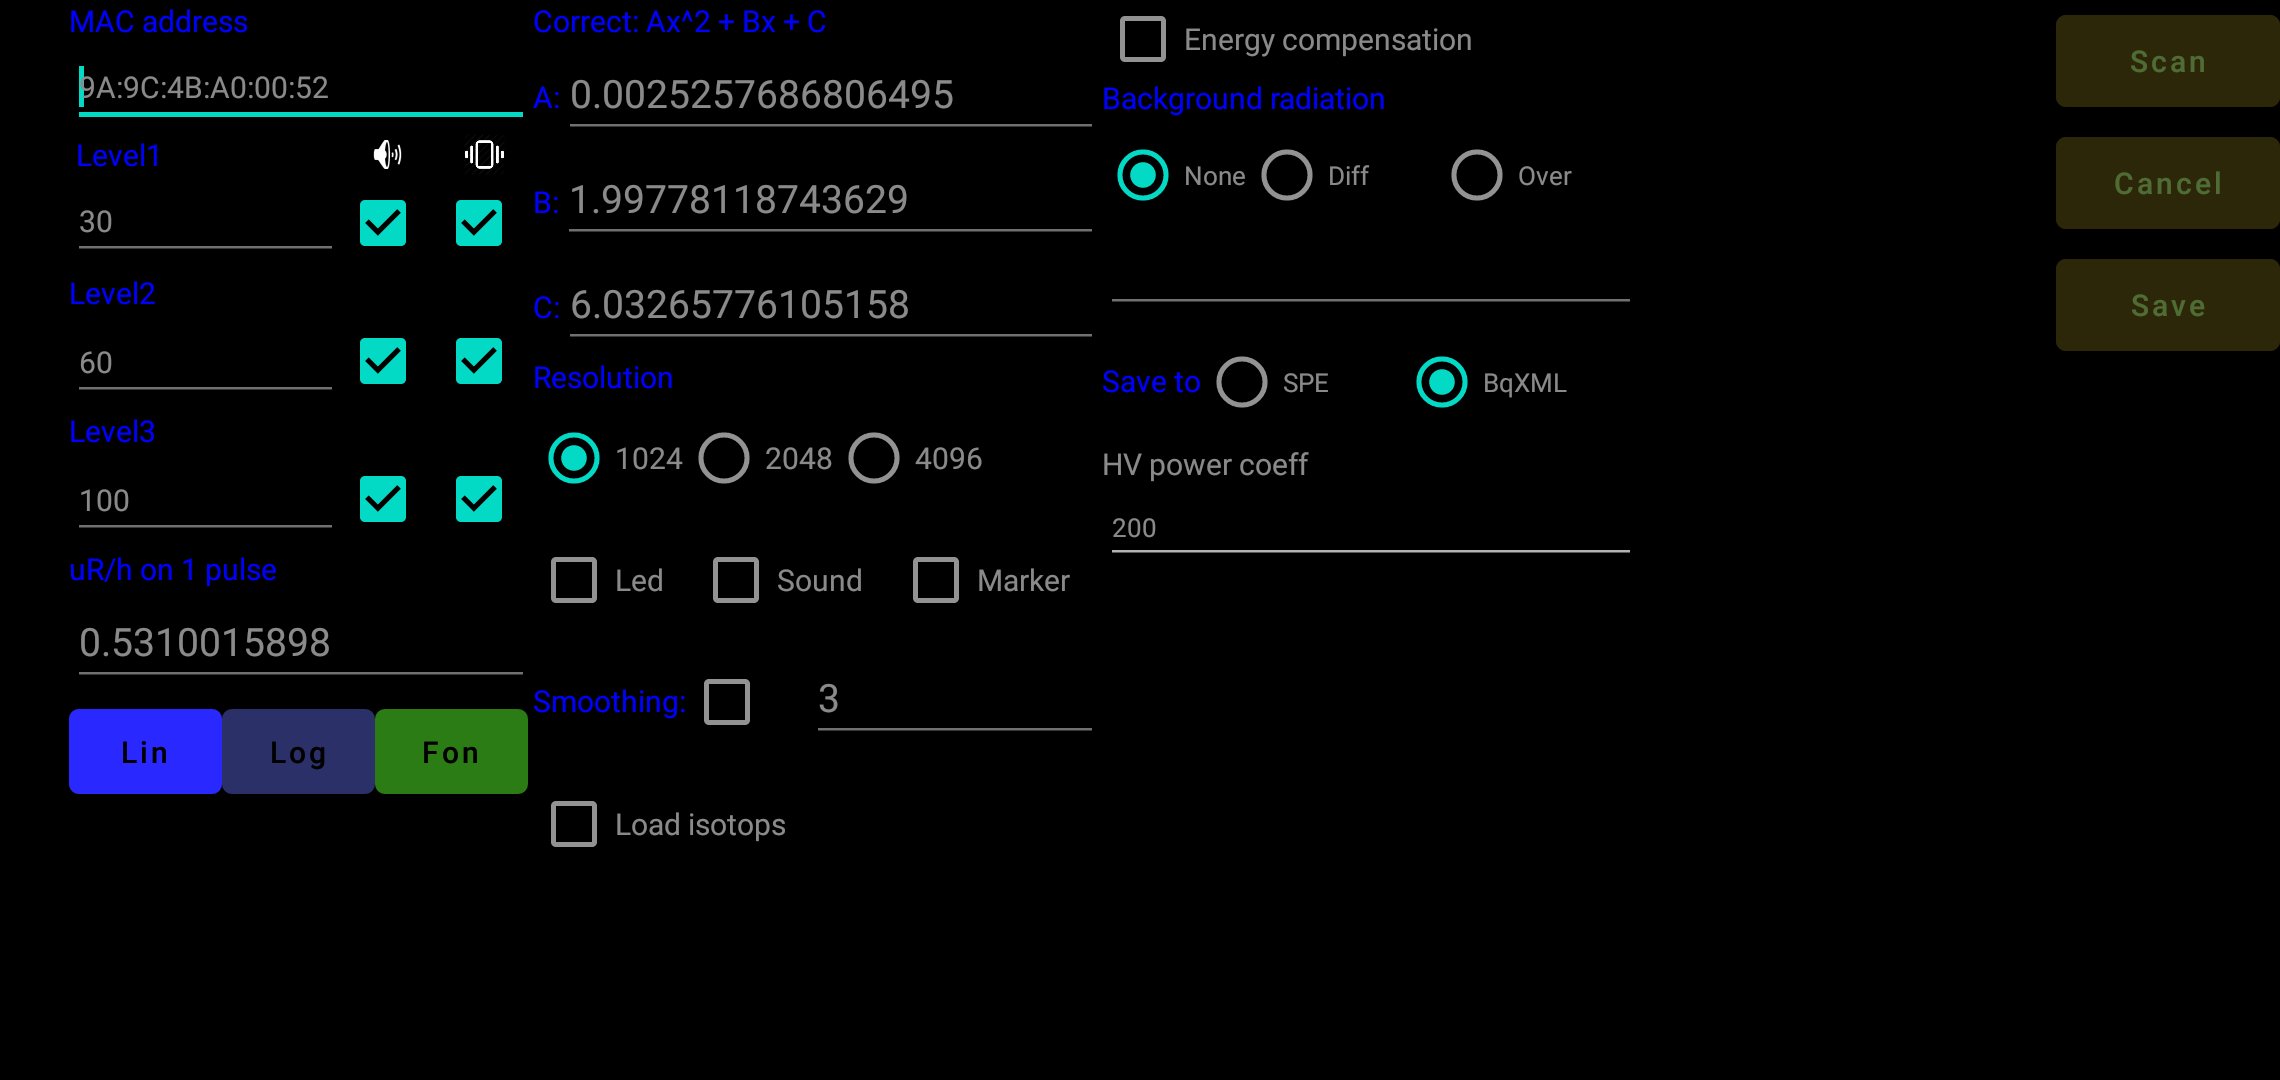 MAC address
9A:9C:4B:A0:00:52
Level1
30
Level2
60
Level3
100
uR/h on 1 pulse
0.5310015898
Lin Log Fon
Correct: Ax^2 + Bx + C
A: 0.0025257686806495
B: 1.99778118743629
C: 6.03265776105158
Resolution
1024 2048 4096
Led Sound Marker
Smoothing: 3
Load isotops
Energy compensation
Background radiation
None Diff Over
Save to SPE BqXML
HV power coeff
200
Scan
Cancel
Save